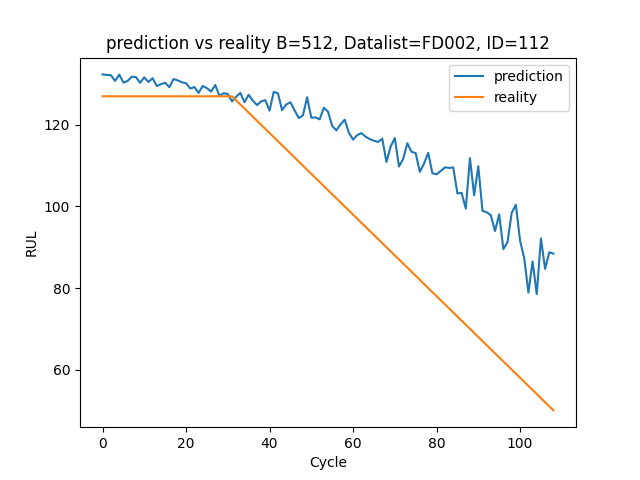 prediction vs reality B=512, Datalist=FD002, ID=112
prediction
reality
RUL
120
100
80
60
0 20 40 60 80 100
Cycle